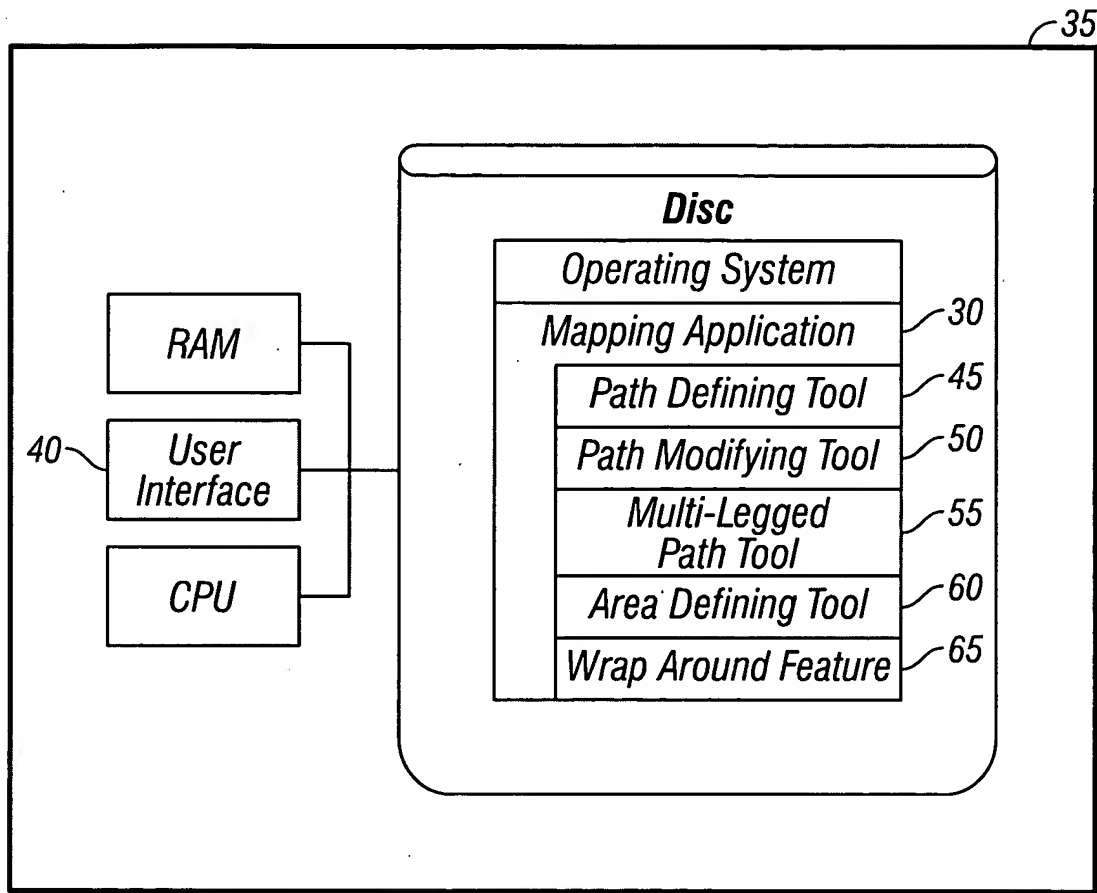 35
Disc
Operating System
Mapping Application
30
Path Defining Tool
45
Path Modifying Tool
50
Multi-Legged
Path Tool
55
Area Defining Tool
60
Wrap Around Feature
65
RAM
40
User
Interface
CPU